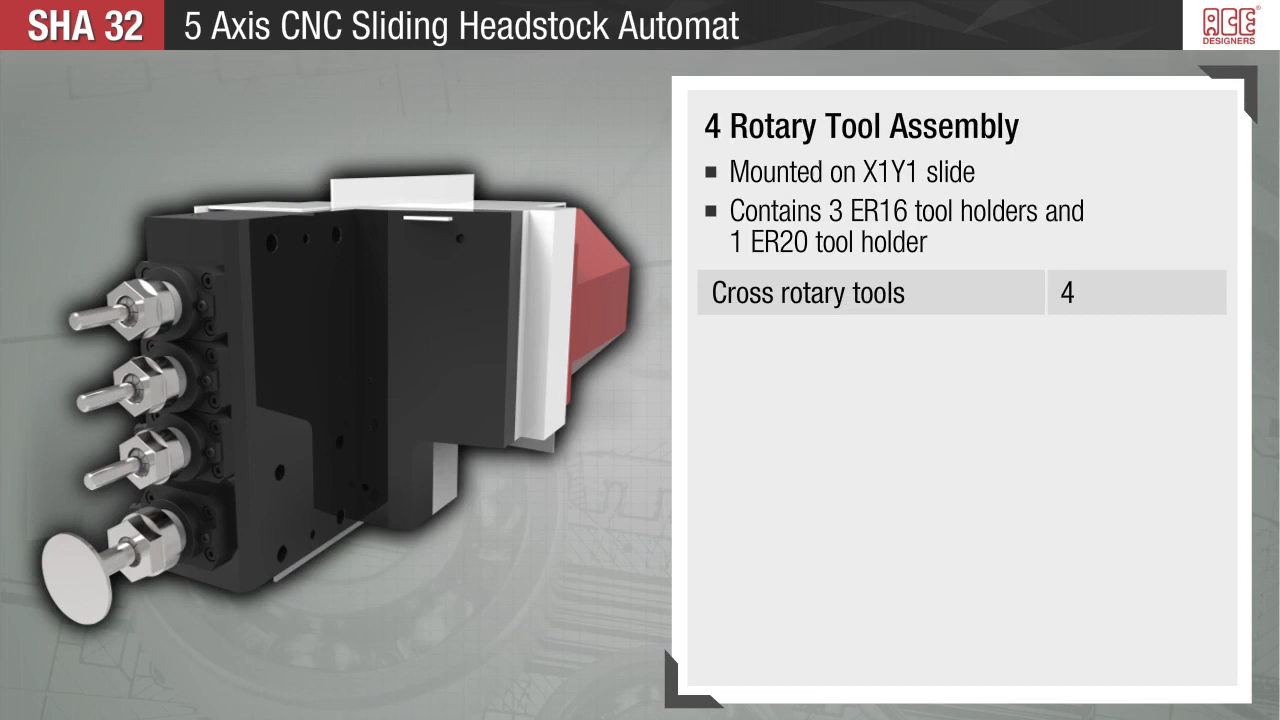 SHA 32
5 Axis CNC Sliding Headstock Automat
ACE
DESIGNERS
®
4 Rotary Tool Assembly
■ Mounted on X1Y1 slide
■ Contains 3 ER16 tool holders and
1 ER20 tool holder
Cross rotary tools 4